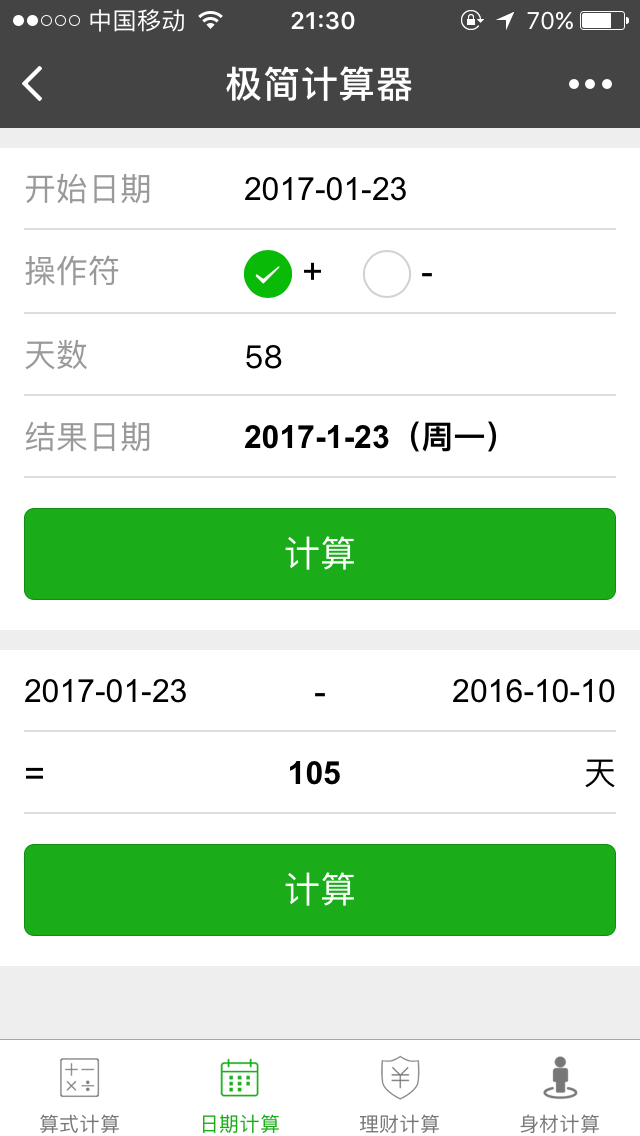 中国移动 21:30 70%
极简计算器
开始日期 2017-01-23
操作符 + -
天数 58
结果日期 2017-1-23（周一）
计算
2017-01-23 - 2016-10-10
= 105 天
计算
算式计算 日期计算 理财计算 身材计算